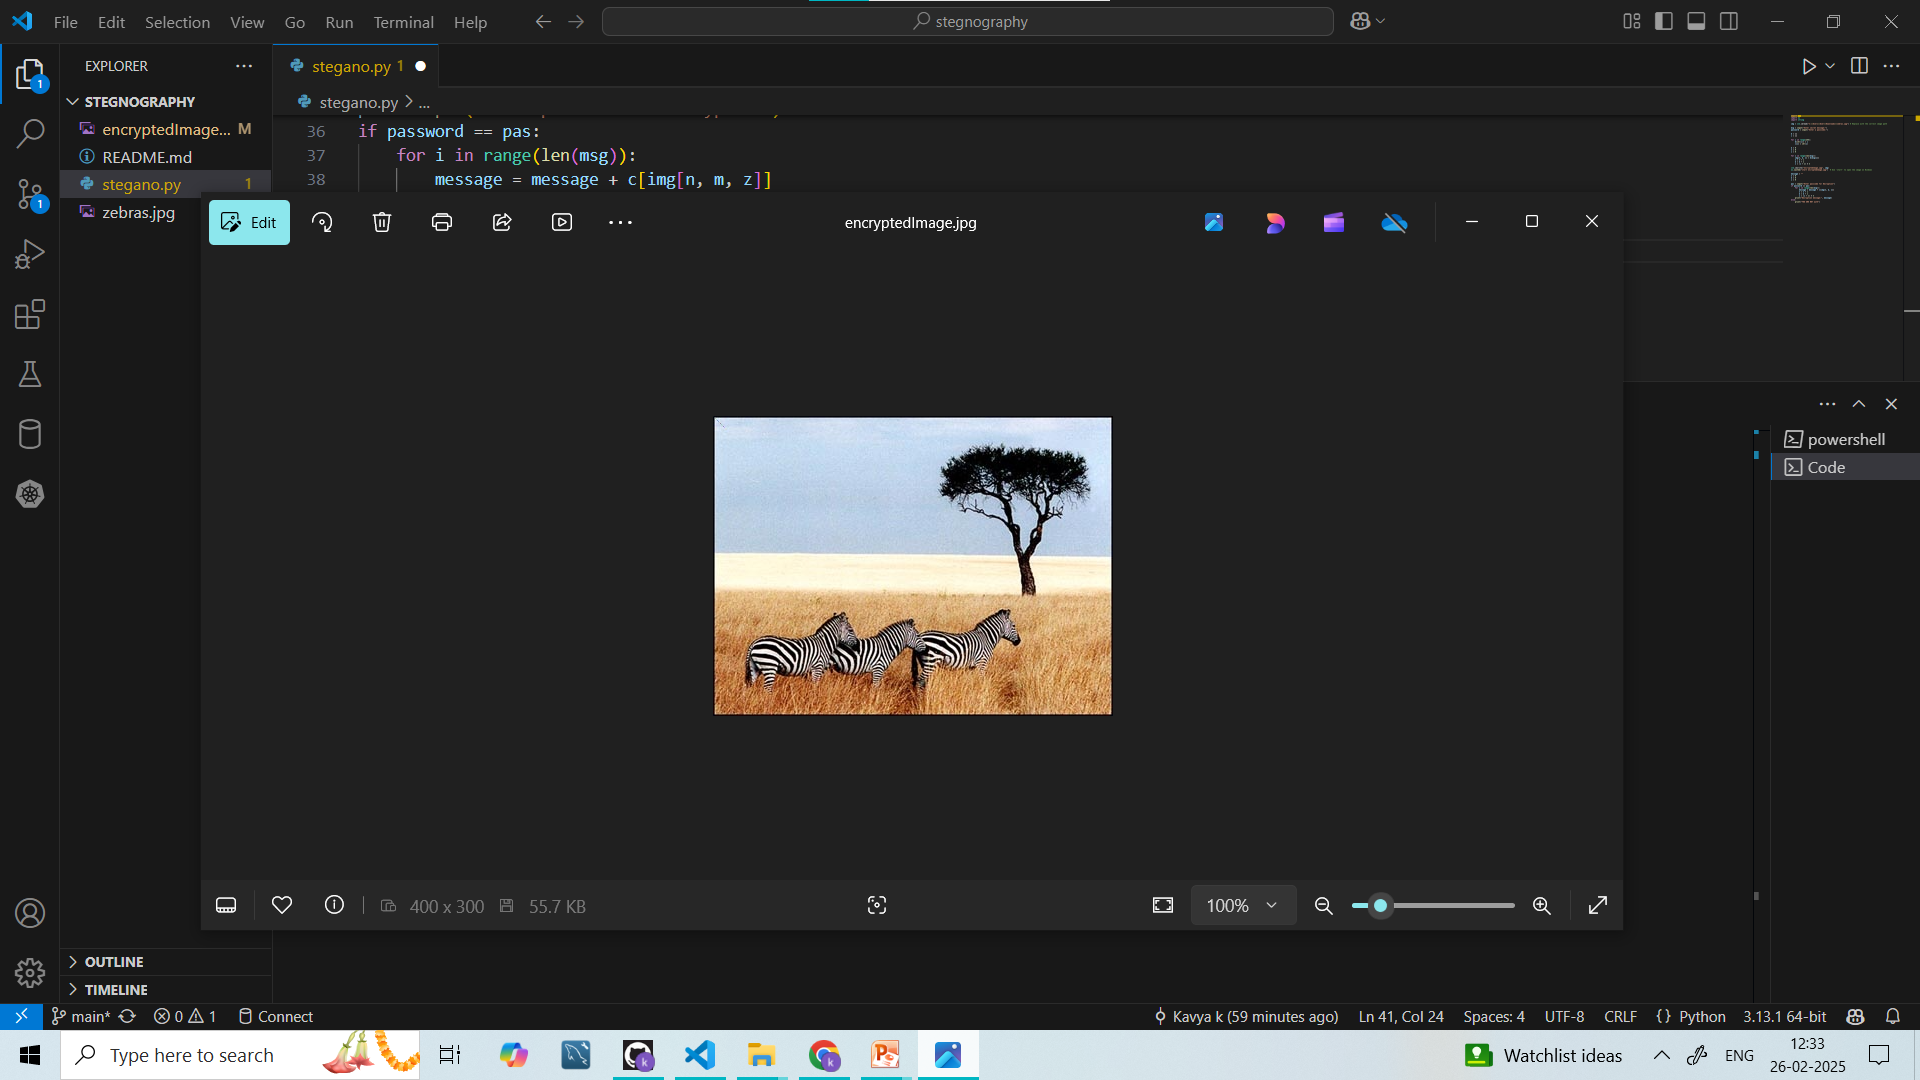 File Edit Selection View Go Run Terminal Help
stegnography
EXPLORER
STEGNOGRAPHY
encryptedImage... M
README.md
stegano.py 1
zebras.jpg
OUTLINE
TIMELINE
stegano.py 1
stegano.py > ...
36 if password == pas:
37 for i in range(len(msg)):
38 message = message + c[img[n, m, z]]
Edit
encryptedImage.jpg
400 x 300
55.7 KB
100%
powershell
Code
1
1
main*
0
1
Connect
Kavya k (59 minutes ago)
Ln 41, Col 24
Spaces: 4
UTF-8
CRLF
{ } Python
3.13.1 64-bit
Type here to search
Watchlist ideas
ENG
12:33
26-02-2025